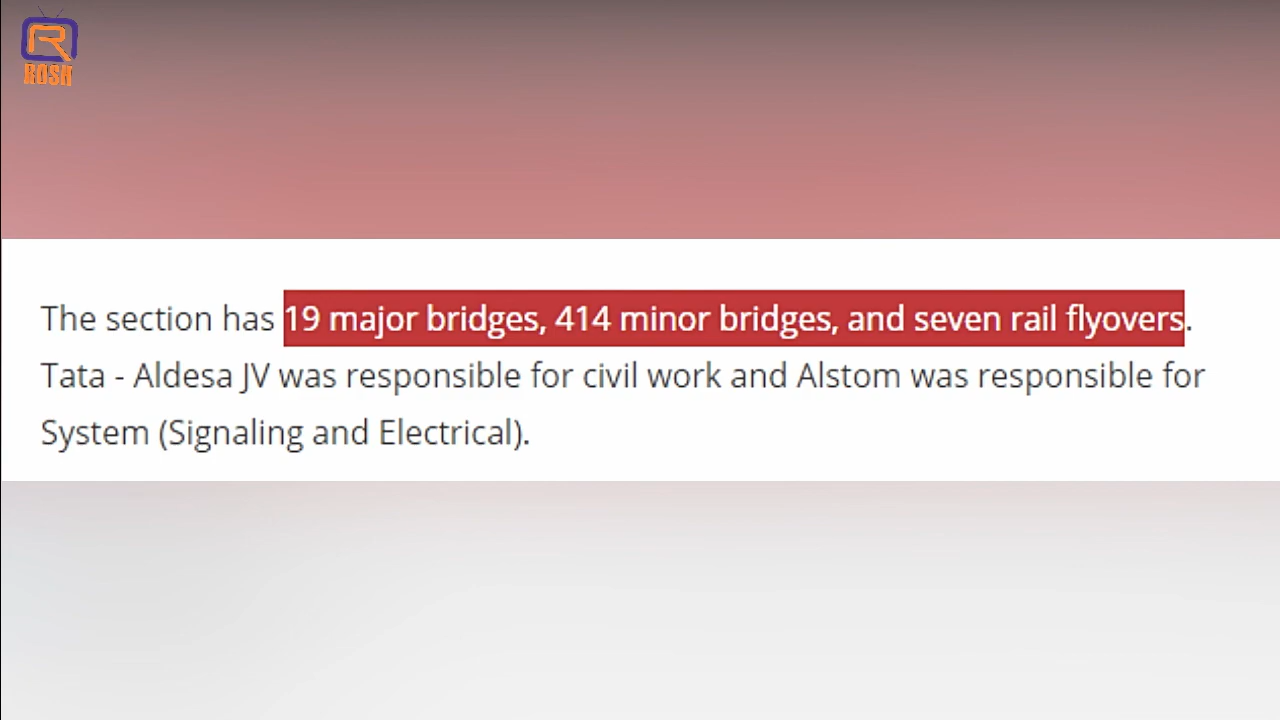 R
ROSH
The section has 19 major bridges, 414 minor bridges, and seven rail flyovers.
Tata - Aldesa JV was responsible for civil work and Alstom was responsible for
System (Signaling and Electrical).